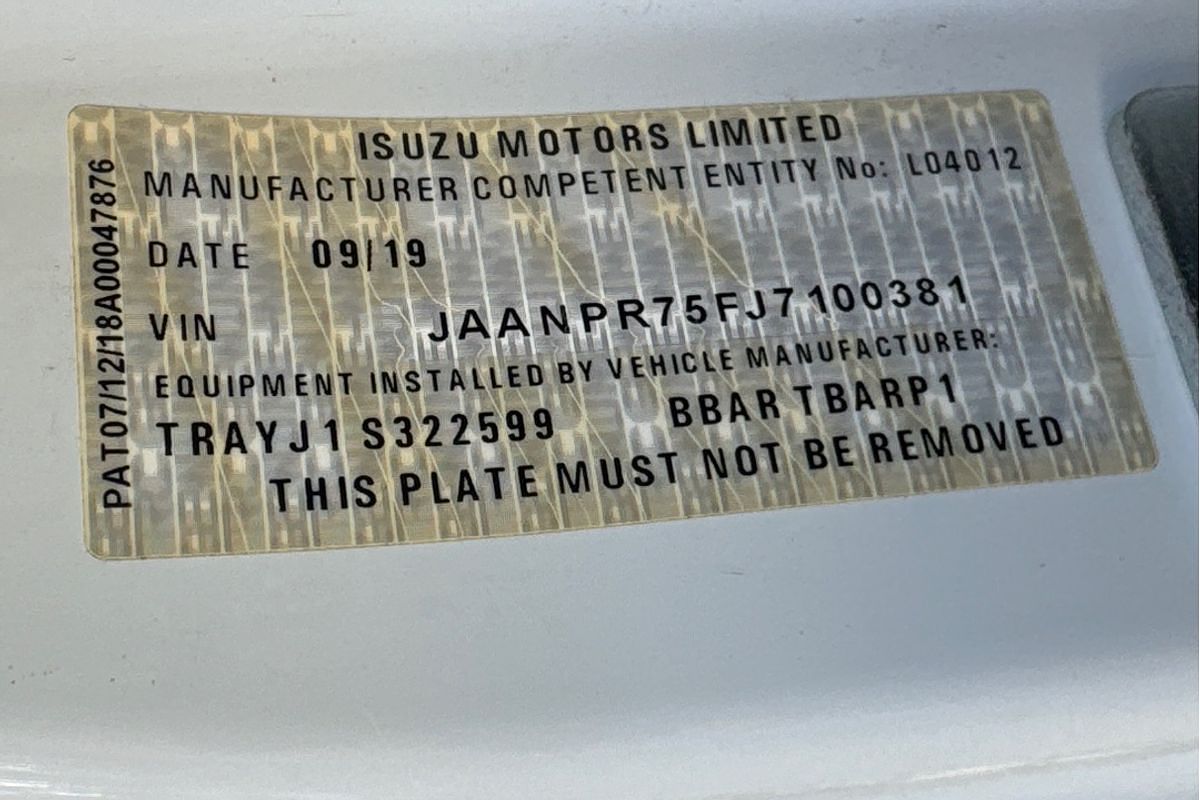 ISUZU MOTORS LIMITED
MANUFACTURER COMPETENT ENTITY No: L04012
DATE 09/19
VIN JAANPR75FJ7100381
EQUIPMENT INSTALLED BY VEHICLE MANUFACTURER:
TRAYJ1 S322599 BBAR TBARP1
THIS PLATE MUST NOT BE REMOVED
PAT07/12/18A00047876